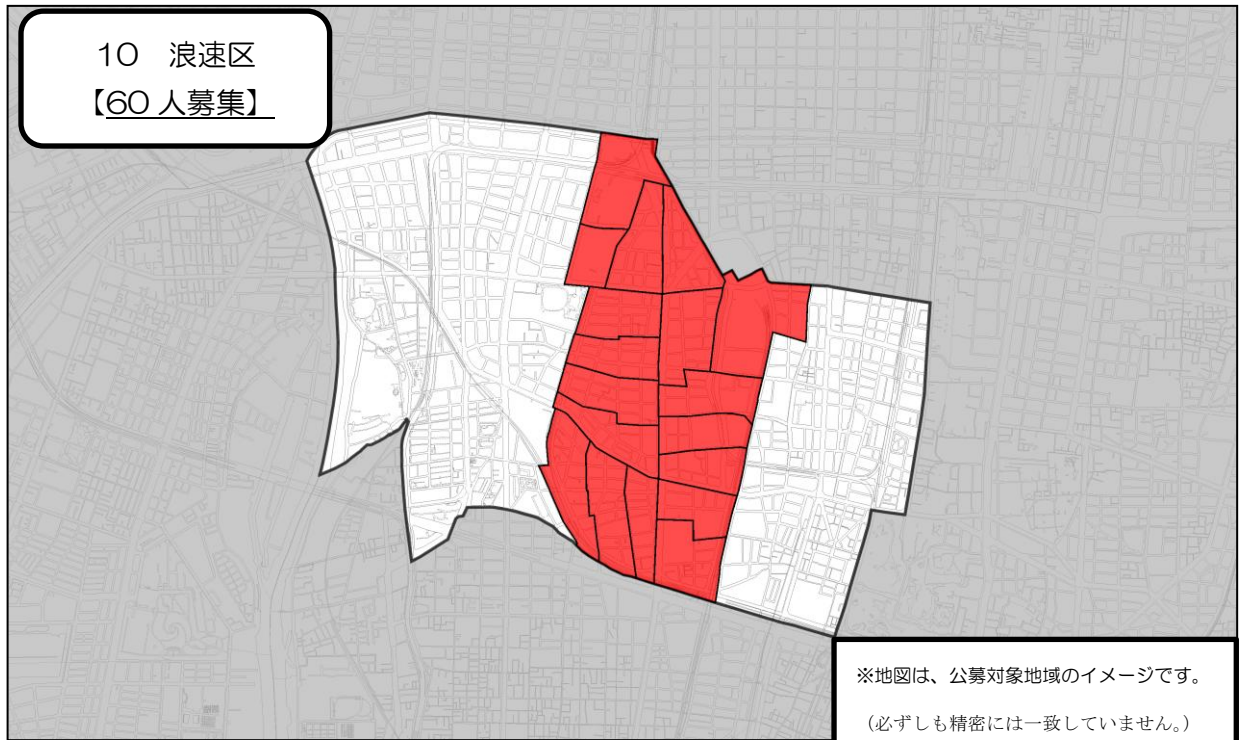 10 浪速区
【60人募集】
※地図は、公募対象地域のイメージです。
（必ずしも精密には一致していません。）